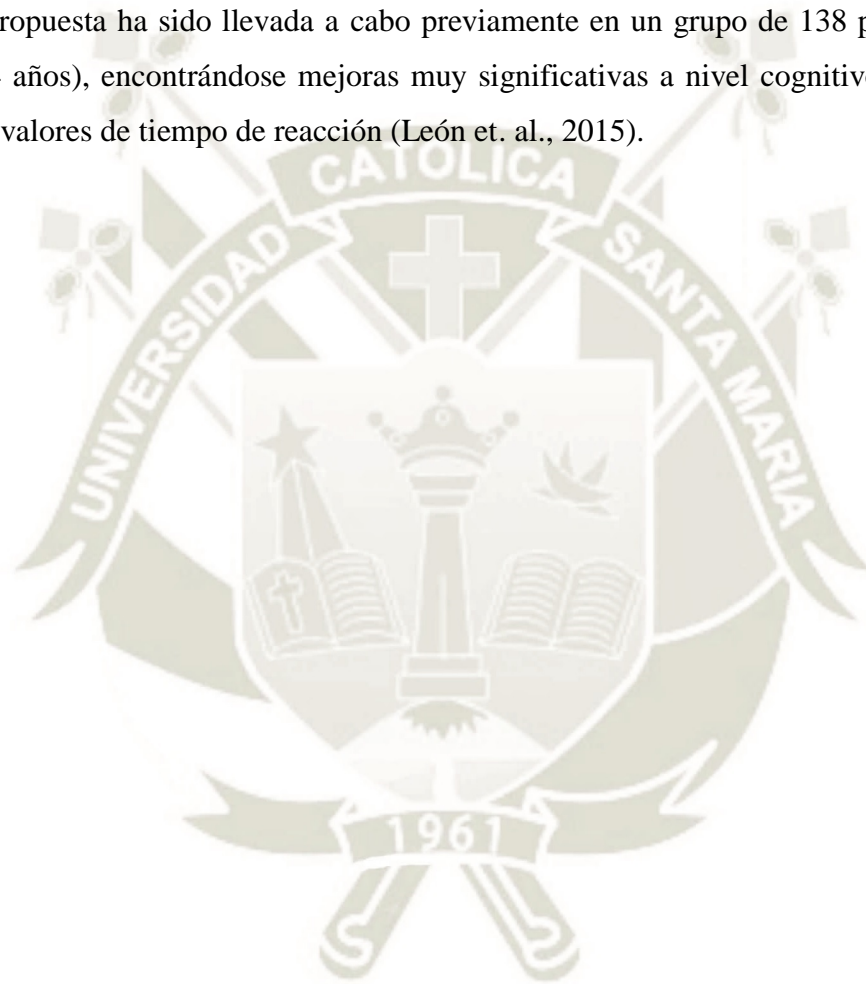 ropuesta ha sido llevada a cabo previamente en un grupo de 138 p
años), encontrándose mejoras muy significativas a nivel cognitivo
valores de tiempo de reacción (León et. al., 2015).
CATOLICA
UNIVERSIDAD
SANTA MARIA
1961